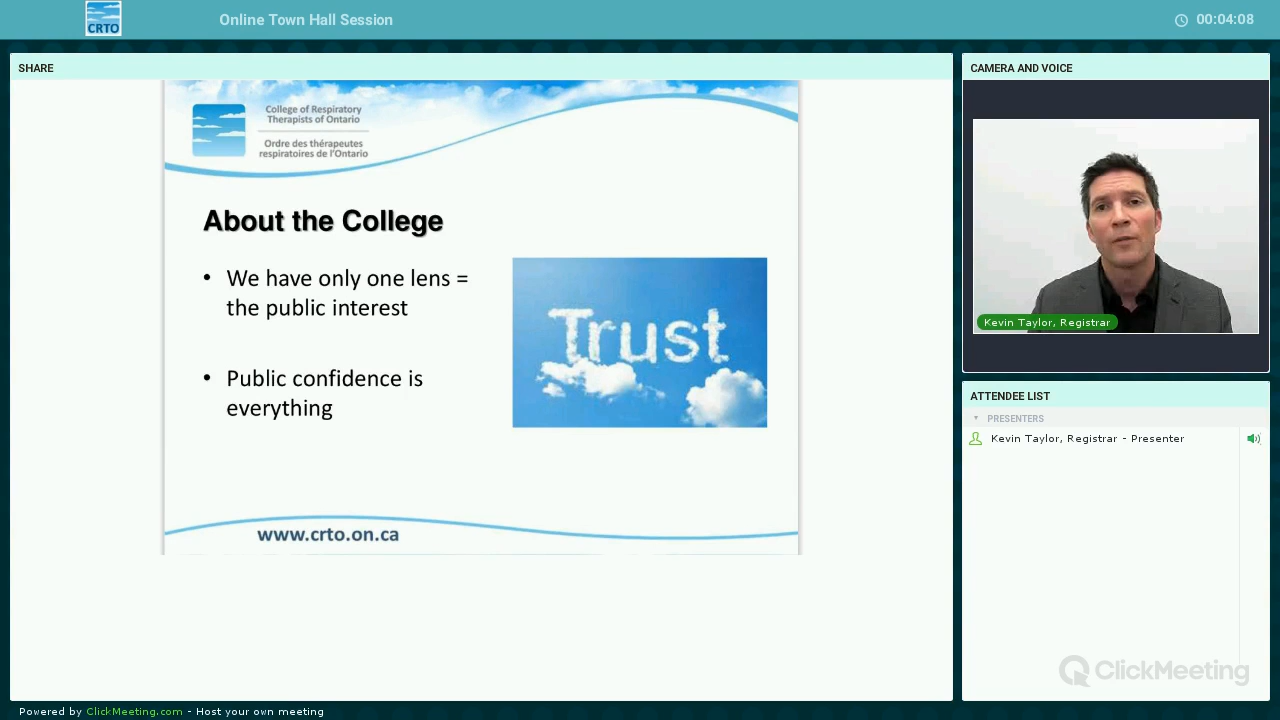 CRTO
Online Town Hall Session
00:04:08
SHARE
College of Respiratory
Therapists of Ontario
Ordre des thérapeutes
respiratoires de l'Ontario
About the College
• We have only one lens =
the public interest
• Public confidence is
everything
Trust
www.crto.on.ca
CAMERA AND VOICE
Kevin Taylor, Registrar
ATTENDEE LIST
PRESENTERS
Kevin Taylor, Registrar - Presenter
ClickMeeting
Powered by ClickMeeting.com - Host your own meeting